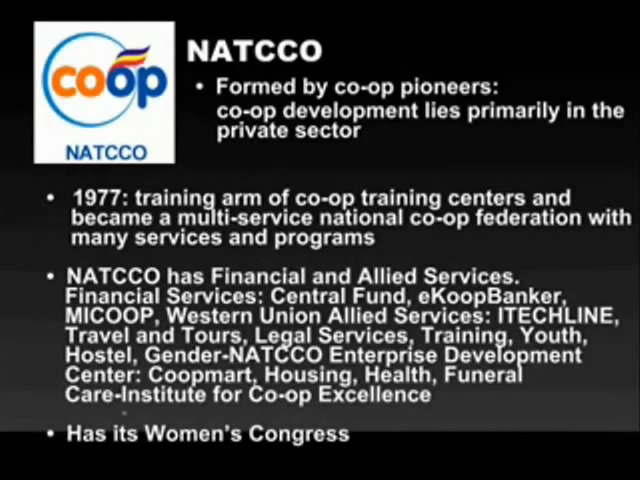 coop
NATCCO
NATCCO
• Formed by co-op pioneers:
co-op development lies primarily in the
private sector
• 1977: training arm of co-op training centers and
became a multi-service national co-op federation with
many services and programs
• NATCCO has Financial and Allied Services.
Financial Services: Central Fund, eKoopBanker,
MICOOP, Western Union Allied Services: ITECHLINE,
Travel and Tours, Legal Services, Training, Youth,
Hostel, Gender-NATCCO Enterprise Development
Center: Coopmart, Housing, Health, Funeral
Care-Institute for Co-op Excellence
• Has its Women's Congress